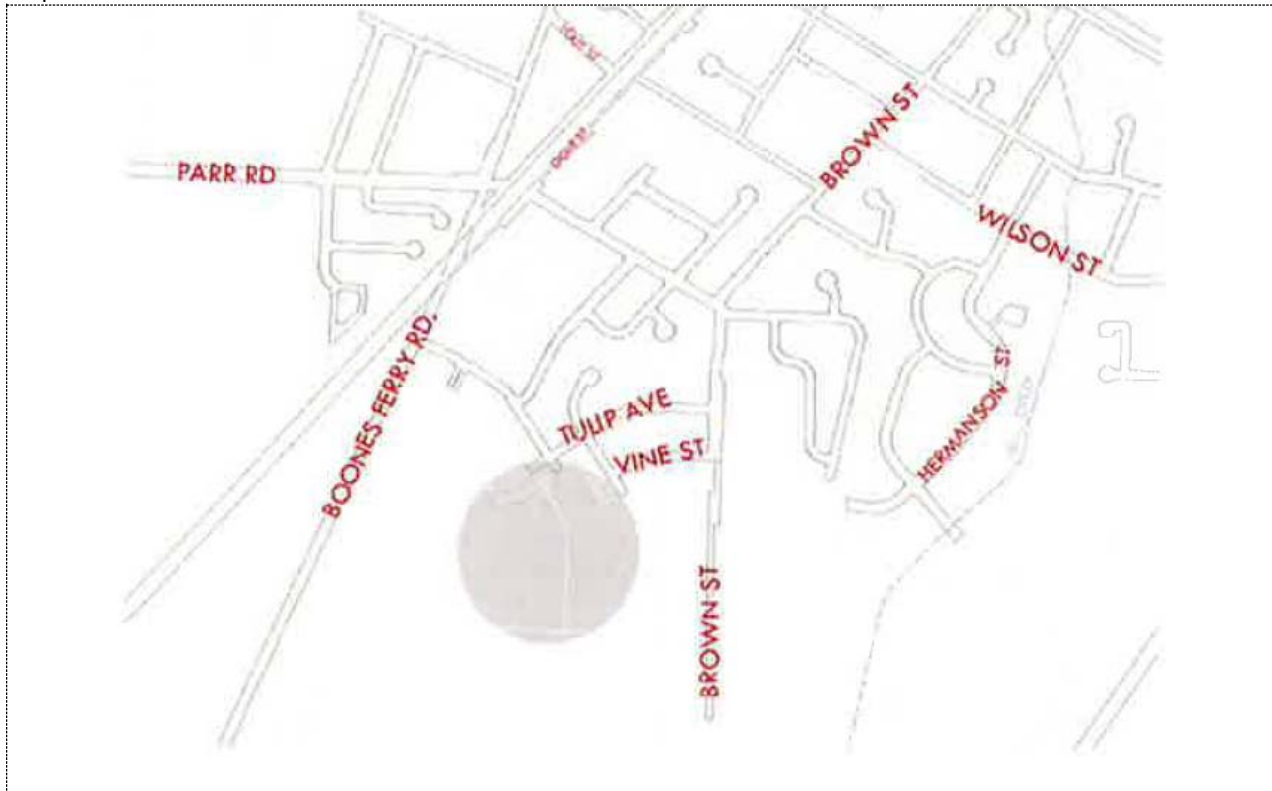 BROWN ST
PARR RD
WILSON ST
BOONES FERRY RD.
HERMANSON ST
TULIP AVE
VINE ST
BROWN ST